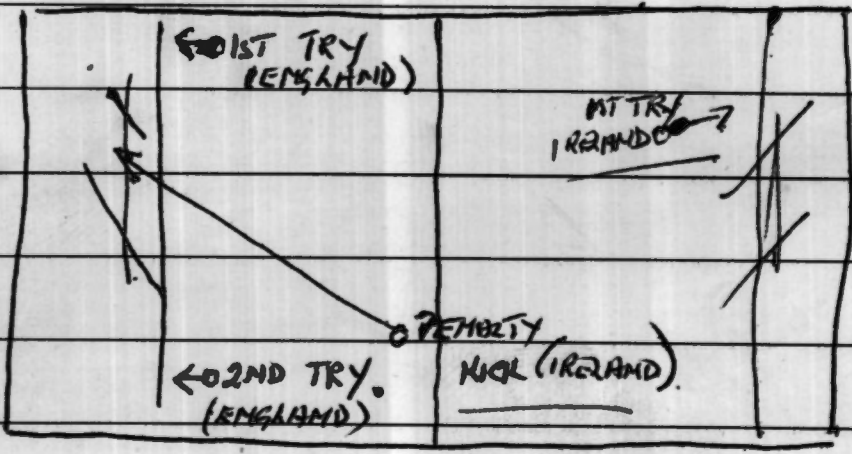 1ST TRY
(ENGLAND)
1ST TRY
IRELAND
PENALTY
KICK (IRELAND).
2ND TRY.
(ENGLAND)